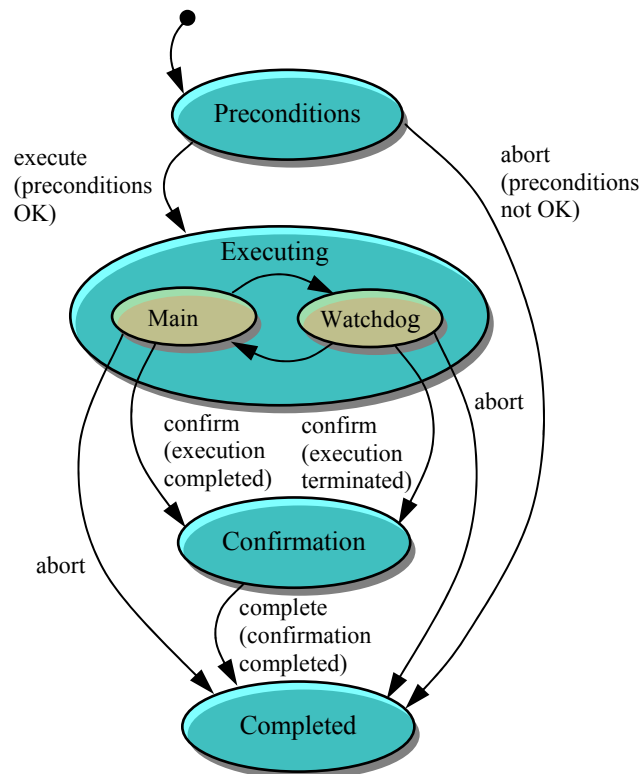 Preconditions
execute
(preconditions
OK)
abort
(preconditions
not OK)
Executing
Main
Watchdog
abort
confirm
(execution
completed)
confirm
(execution
terminated)
Confirmation
abort
complete
(confirmation
completed)
Completed